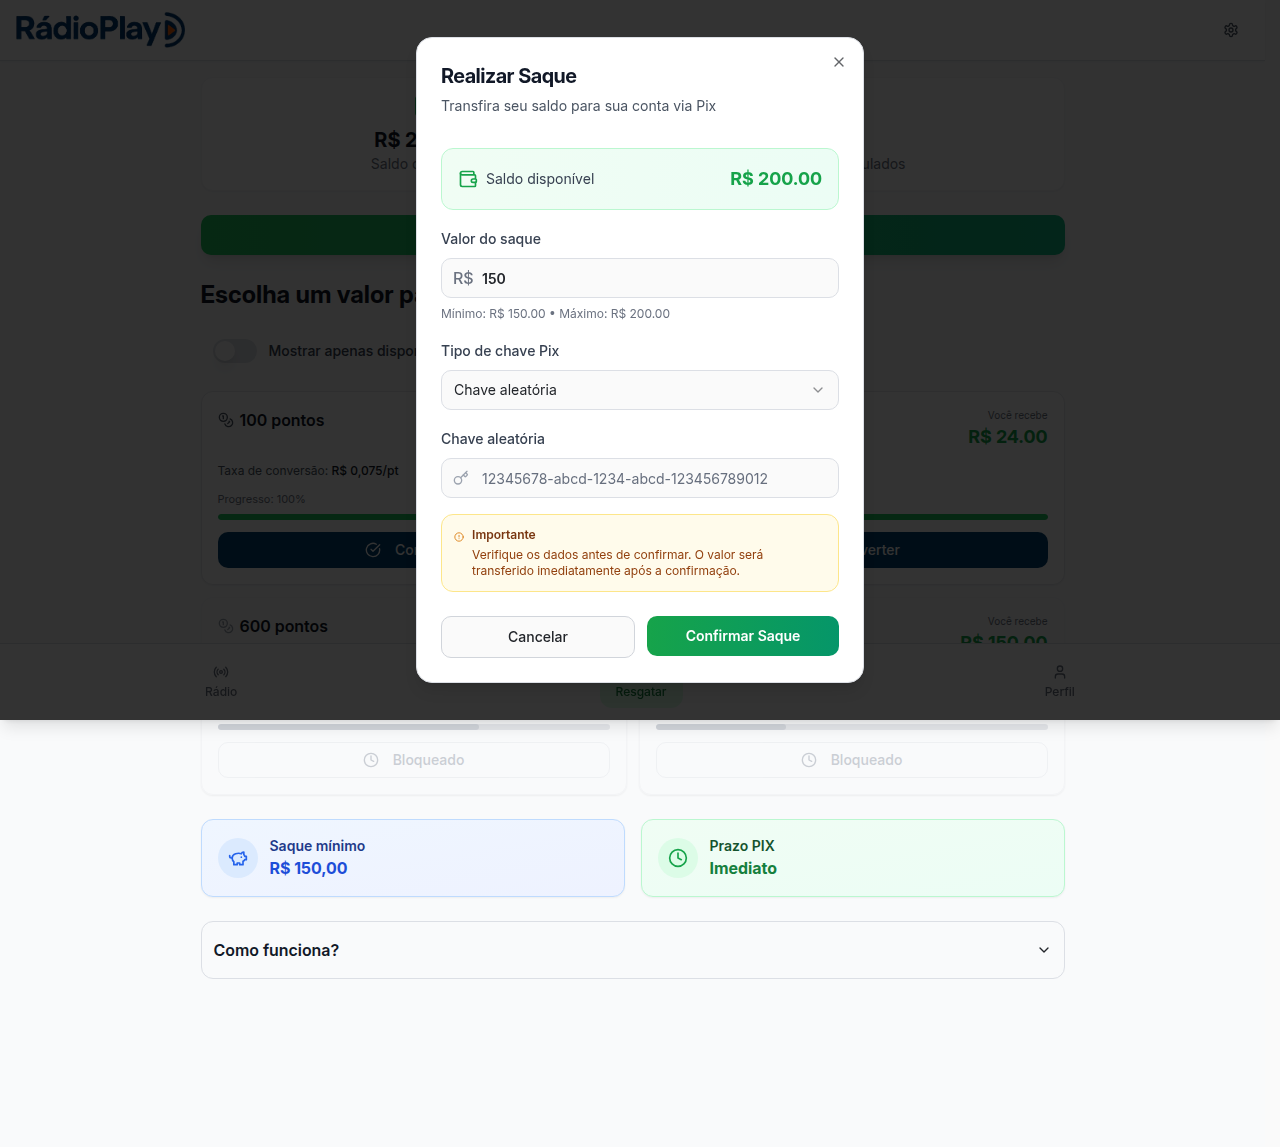 RádioPlay
Realizar Saque
Transfira seu saldo para sua conta via Pix
R$ 2
Saldo d
ulados
Saldo disponível
R$ 200.00
Valor do saque
R$ 150
Mínimo: R$ 150.00 • Máximo: R$ 200.00
Escolha um valor pa
Mostrar apenas dispon
Tipo de chave Pix
Chave aleatória
100 pontos
Você recebe
R$ 24.00
Chave aleatória
Taxa de conversão: R$ 0,075/pt
12345678-abcd-1234-abcd-123456789012
Progresso: 100%
Importante
Verifique os dados antes de confirmar. O valor será
transferido imediatamente após a confirmação.
Con
verter
600 pontos
Você recebe
R$ 150.00
Cancelar
Confirmar Saque
Rádio
Resgatar
Perfil
Bloqueado
Bloqueado
Saque mínimo
R$ 150,00
Prazo PIX
Imediato
Como funciona?